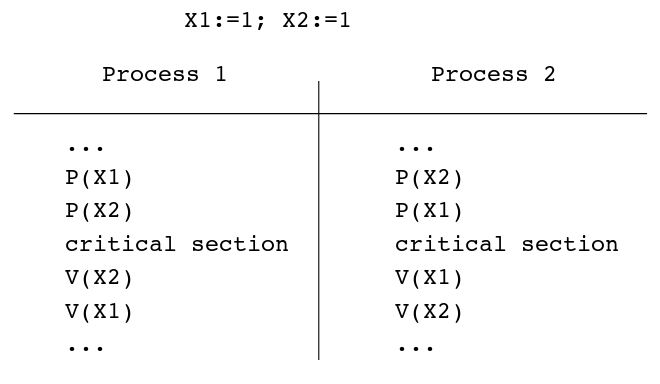 X1:=1; X2:=1
Process 1 Process 2
... ...
P(X1) P(X2)
P(X2) P(X1)
critical section critical section
V(X2) V(X1)
V(X1) V(X2)
... ...